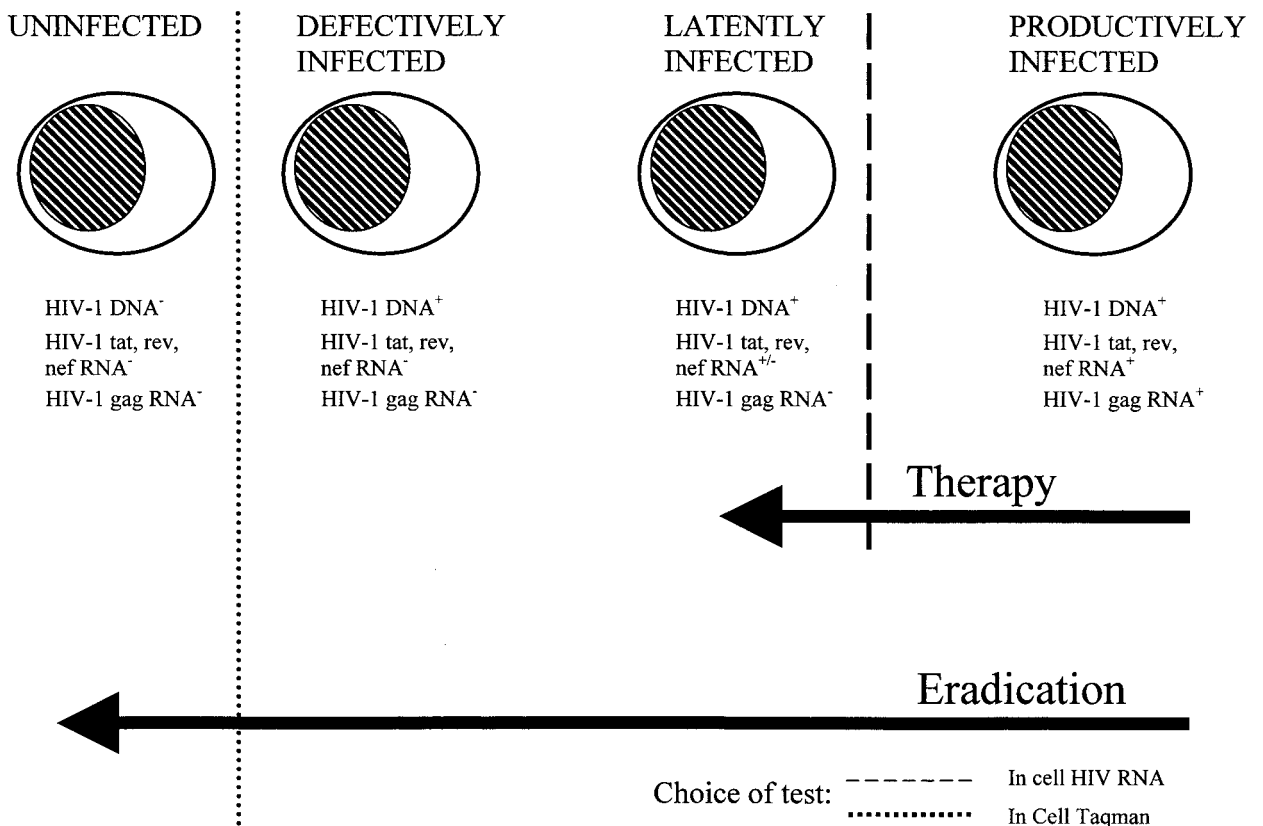 UNINFECTED
DEFECTIVELY
INFECTED
LATENTLY
INFECTED
PRODUCTIVELY
INFECTED
HIV-1 DNA⁻
HIV-1 tat, rev,
nef RNA⁻
HIV-1 gag RNA⁻
HIV-1 DNA⁺
HIV-1 tat, rev,
nef RNA⁻
HIV-1 gag RNA⁻
HIV-1 DNA⁺
HIV-1 tat, rev,
nef RNA⁺/⁻
HIV-1 gag RNA⁻
HIV-1 DNA⁺
HIV-1 tat, rev,
nef RNA⁺
HIV-1 gag RNA⁺
Therapy
Eradication
Choice of test:
In cell HIV RNA
In Cell Taqman